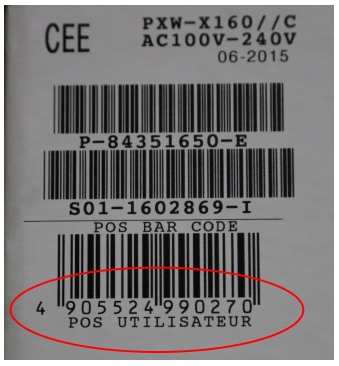 CEE
PXW-X160//C
AC100V-240V
06-2015
P-84351650-E
S01-1602869-I
POS BAR CODE
4 905524 990270
POS UTILISATEUR